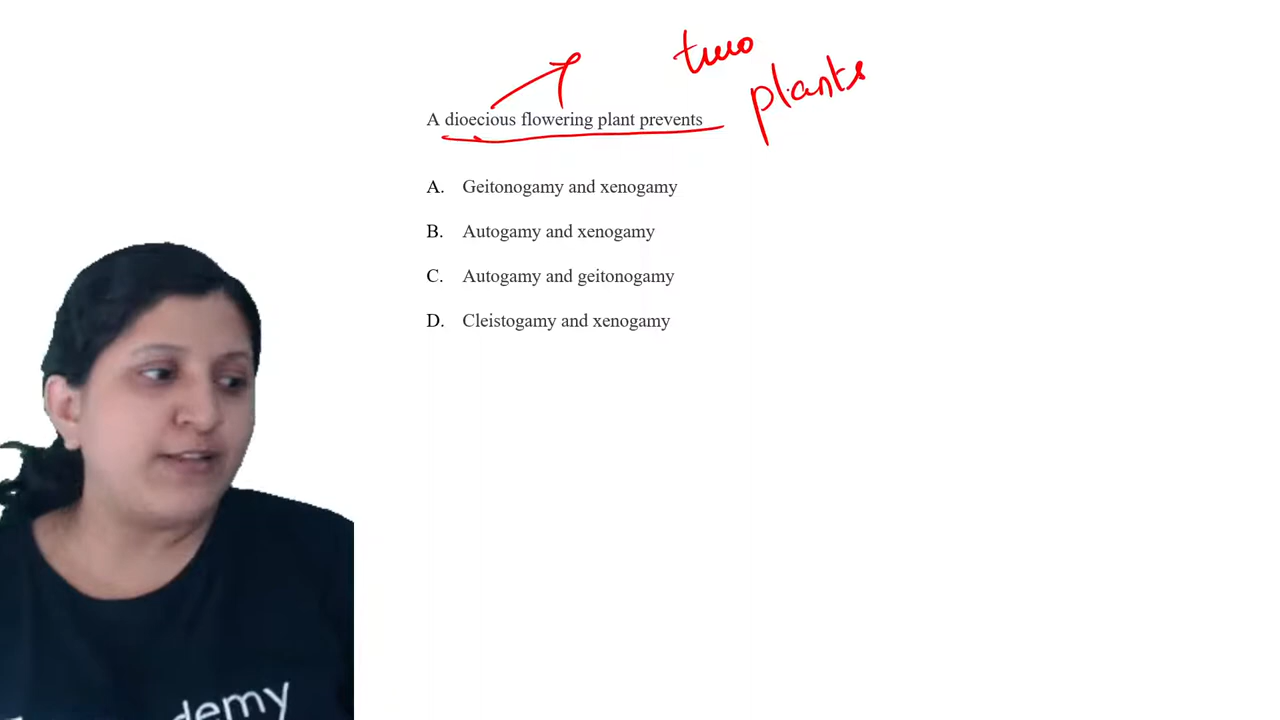 two
plants
A dioecious flowering plant prevents
A. Geitonogamy and xenogamy
B. Autogamy and xenogamy
C. Autogamy and geitonogamy
D. Cleistogamy and xenogamy
demy